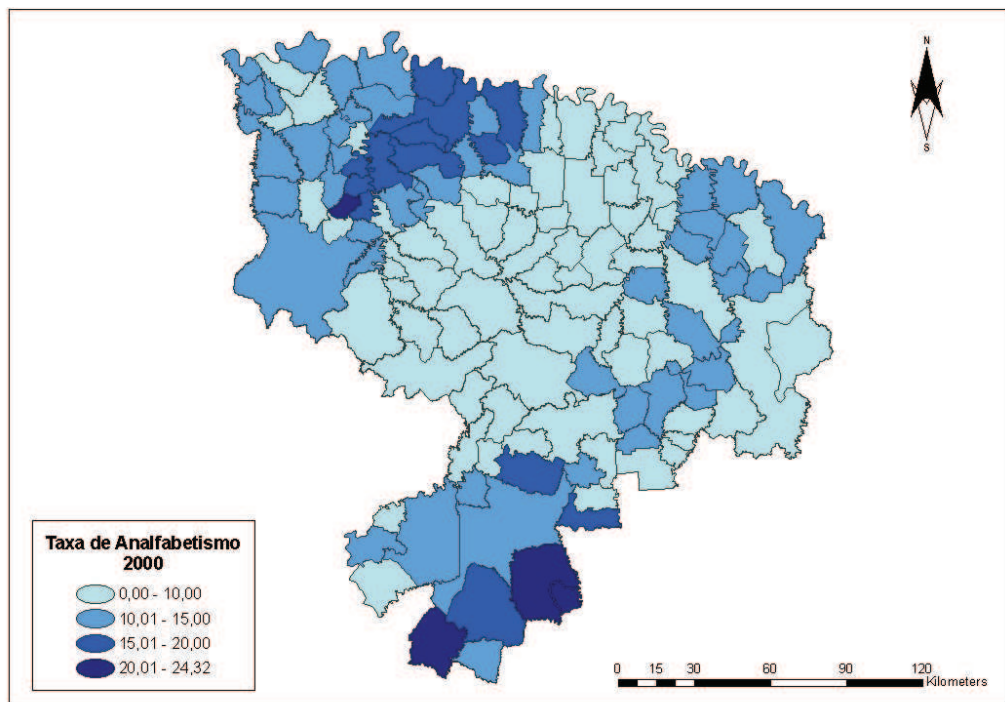 N
S
Taxa de Analfabetismo
2000
0,00 - 10,00
10,01 - 15,00
15,01 - 20,00
20,01 - 24,32
0 15 30 60 90 120
Kilometers